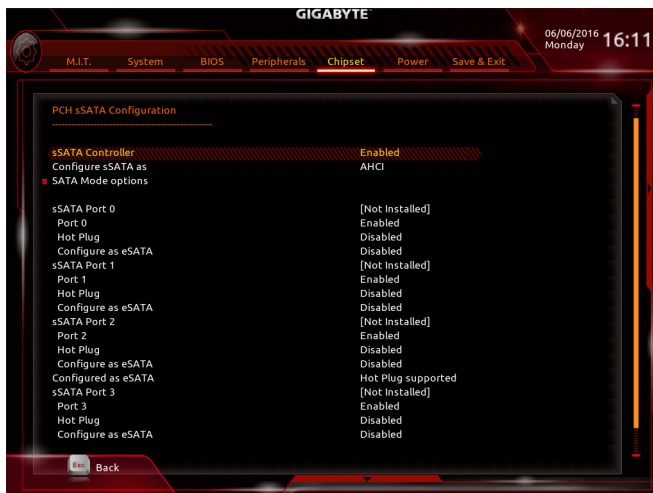 GIGABYTE™
06/06/2016 Monday 16:11
M.I.T. System BIOS Peripherals Chipset Power Save & Exit
PCH sSATA Configuration
------------------------------------------------
sSATA Controller Enabled
Configure sSATA as AHCI
SATA Mode options
sSATA Port 0 [Not Installed]
Port 0 Enabled
Hot Plug Disabled
Configure as eSATA Disabled
sSATA Port 1 [Not Installed]
Port 1 Enabled
Hot Plug Disabled
Configure as eSATA Disabled
sSATA Port 2 [Not Installed]
Port 2 Enabled
Hot Plug Disabled
Configure as eSATA Disabled
Configured as eSATA Hot Plug supported
sSATA Port 3 [Not Installed]
Port 3 Enabled
Hot Plug Disabled
Configure as eSATA Disabled
Esc Back